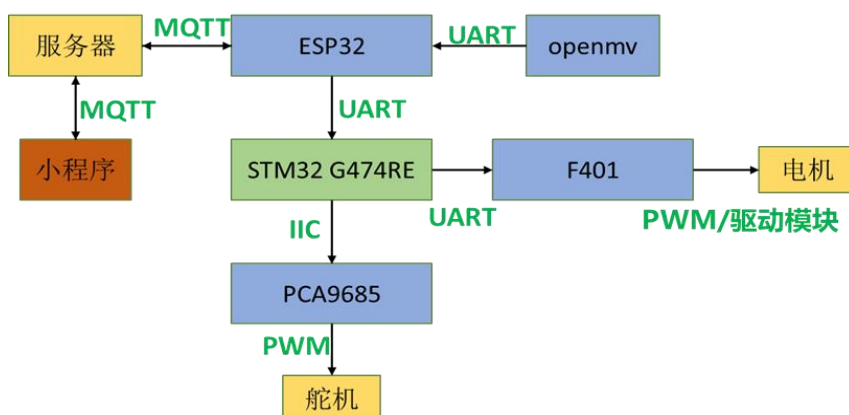 服务器
MQTT
ESP32
UART
openmv
MQTT
UART
小程序
STM32 G474RE
UART
F401
电机
PWM/驱动模块
IIC
PCA9685
PWM
舵机